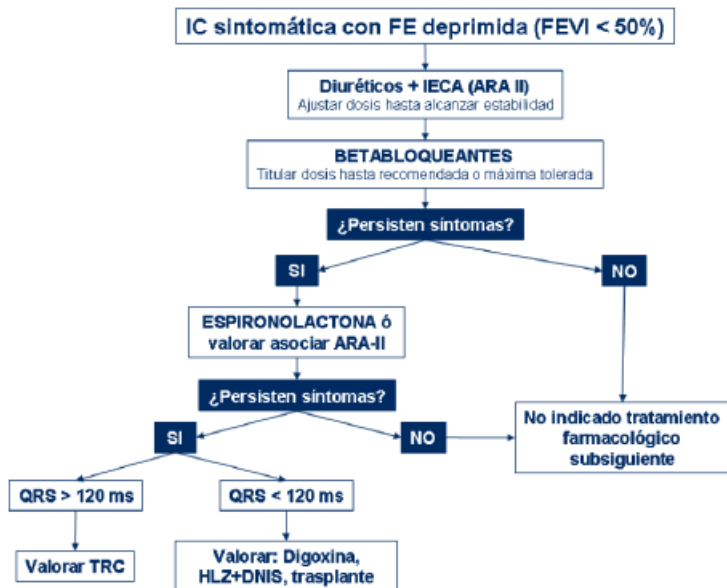 IC sintomática con FE deprimida (FEVI < 50%)
Diuréticos + IECA (ARA II)
Ajustar dosis hasta alcanzar estabilidad
BETABLOQUEANTES
Titular dosis hasta recomendada o máxima tolerada
¿Persisten síntomas?
SI
NO
ESPIRONOLACTONA ó
valorar asociar ARA-II
¿Persisten síntomas?
SI
NO
No indicado tratamiento
farmacológico
subsiguiente
QRS > 120 ms
QRS < 120 ms
Valorar TRC
Valorar: Digoxina,
HLZ+DNIS, trasplante